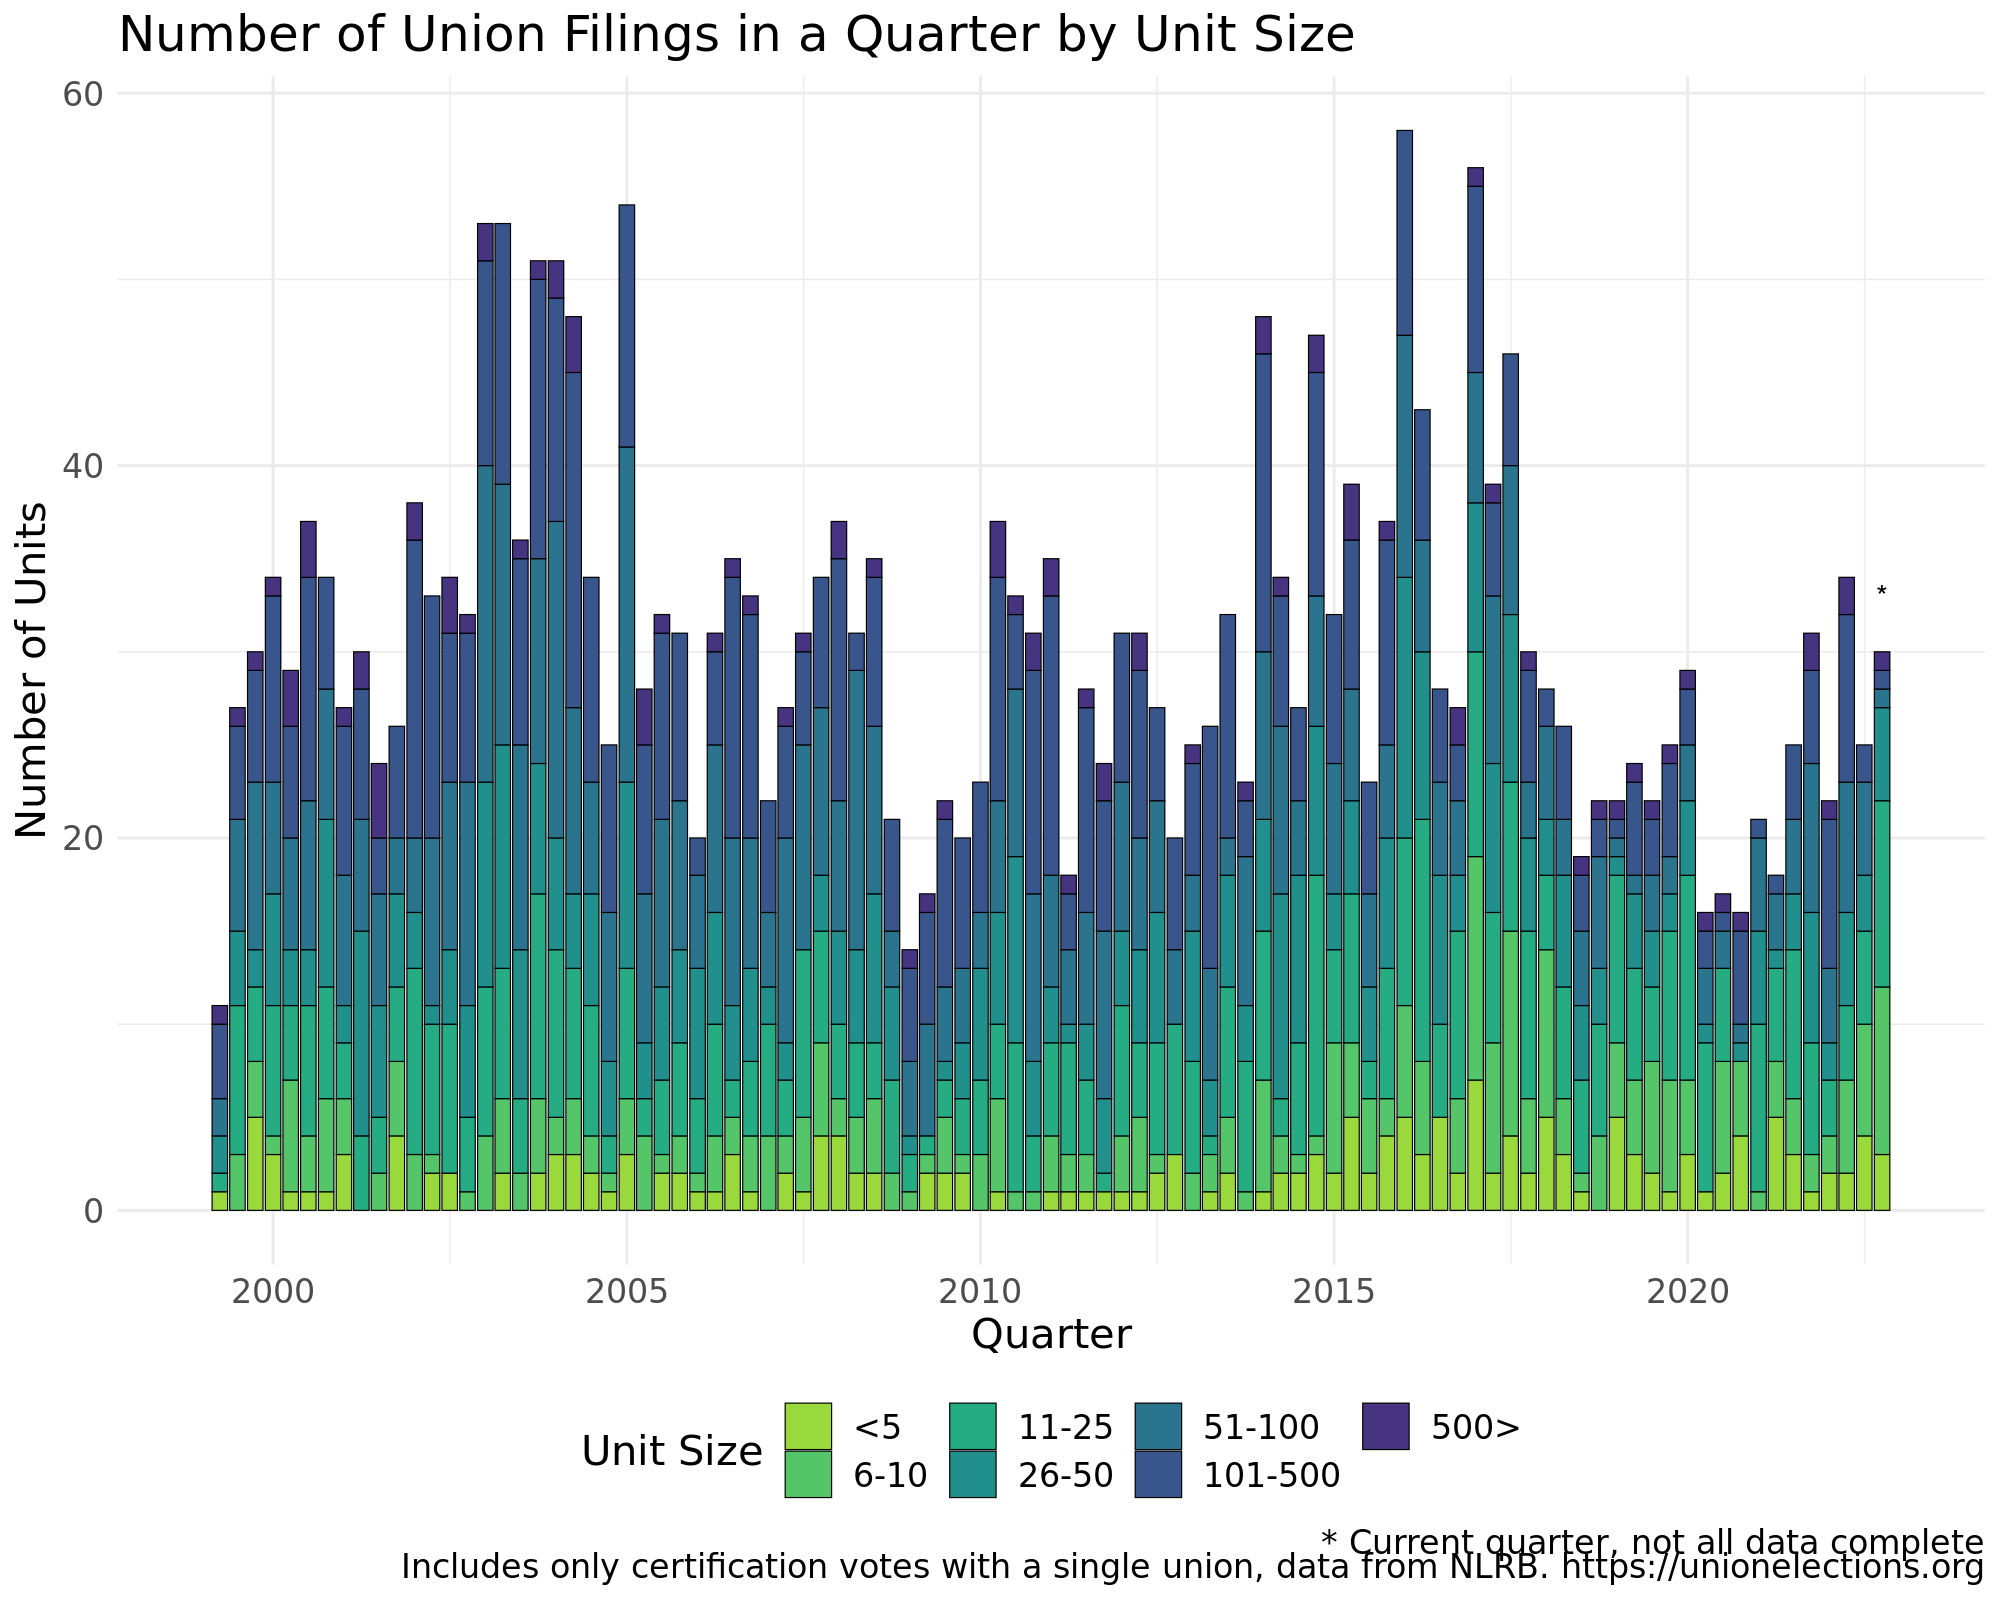 Number of Union Filings in a Quarter by Unit Size
Number of Units
60
40
20
0
*
2000 2005 2010 2015 2020
Quarter
Unit Size
<5 11-25 51-100 500>
6-10 26-50 101-500
* Current quarter, not all data complete
Includes only certification votes with a single union, data from NLRB. https://unionelections.org